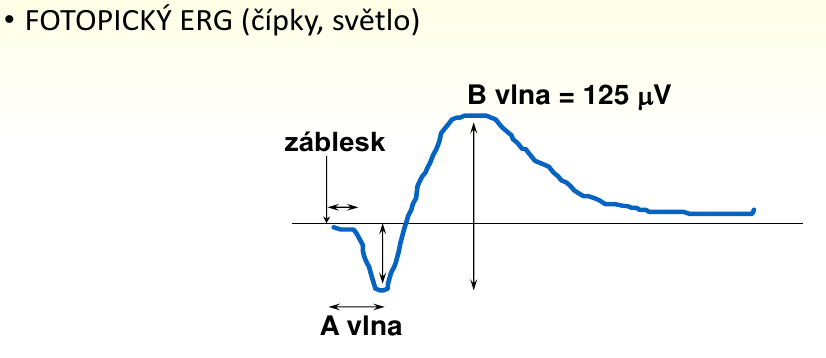 • FOTOPICKÝ ERG (čípky, světlo)
B vlna = 125 μV
záblesk
A vlna